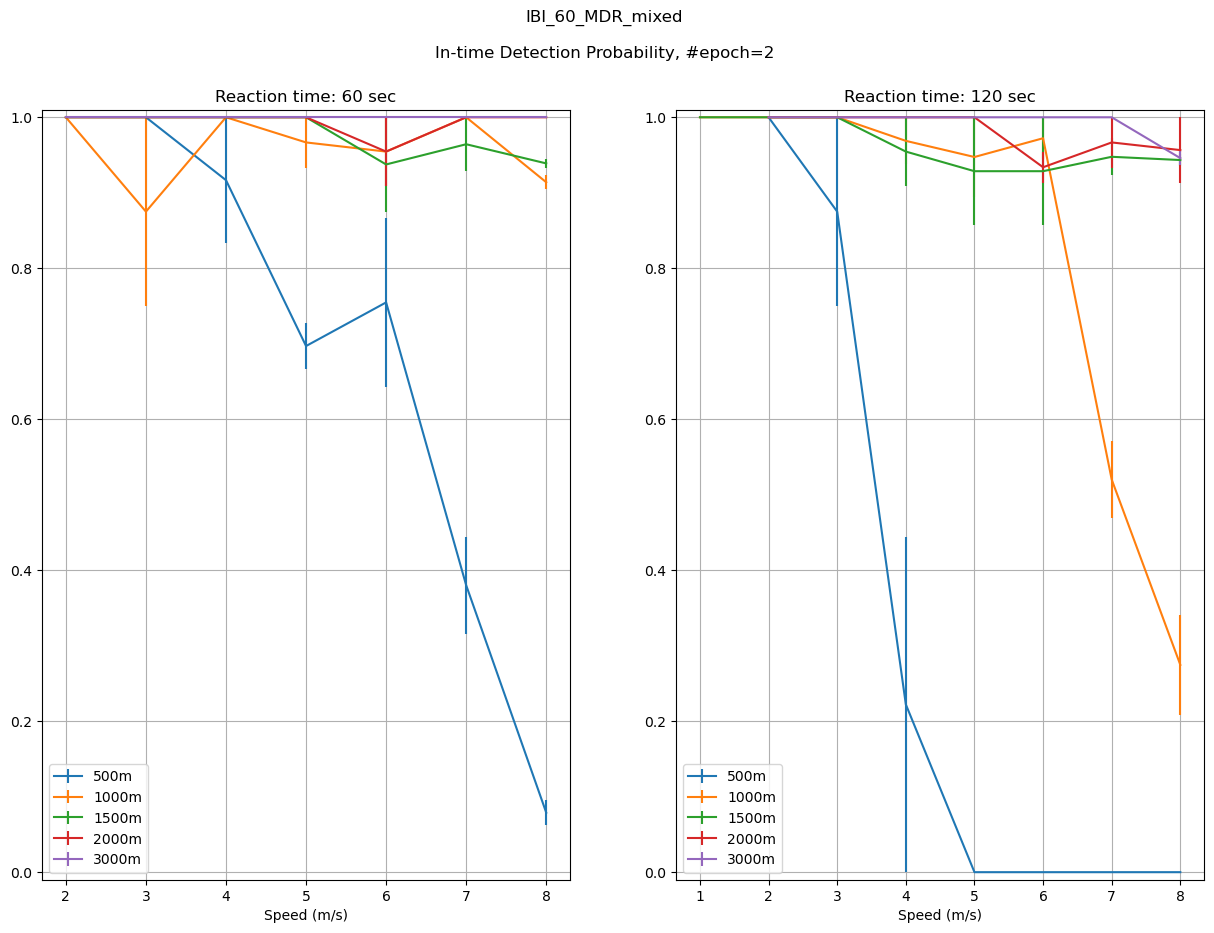 IBI_60_MDR_mixed
In-time Detection Probability, #epoch=2
Reaction time: 60 sec
1.0
0.8
0.6
0.4
0.2
0.0
500m
1000m
1500m
2000m
3000m
2 3 4 5 6 7 8
Speed (m/s)
Reaction time: 120 sec
1.0
0.8
0.6
0.4
0.2
0.0
500m
1000m
1500m
2000m
3000m
1 2 3 4 5 6 7 8
Speed (m/s)